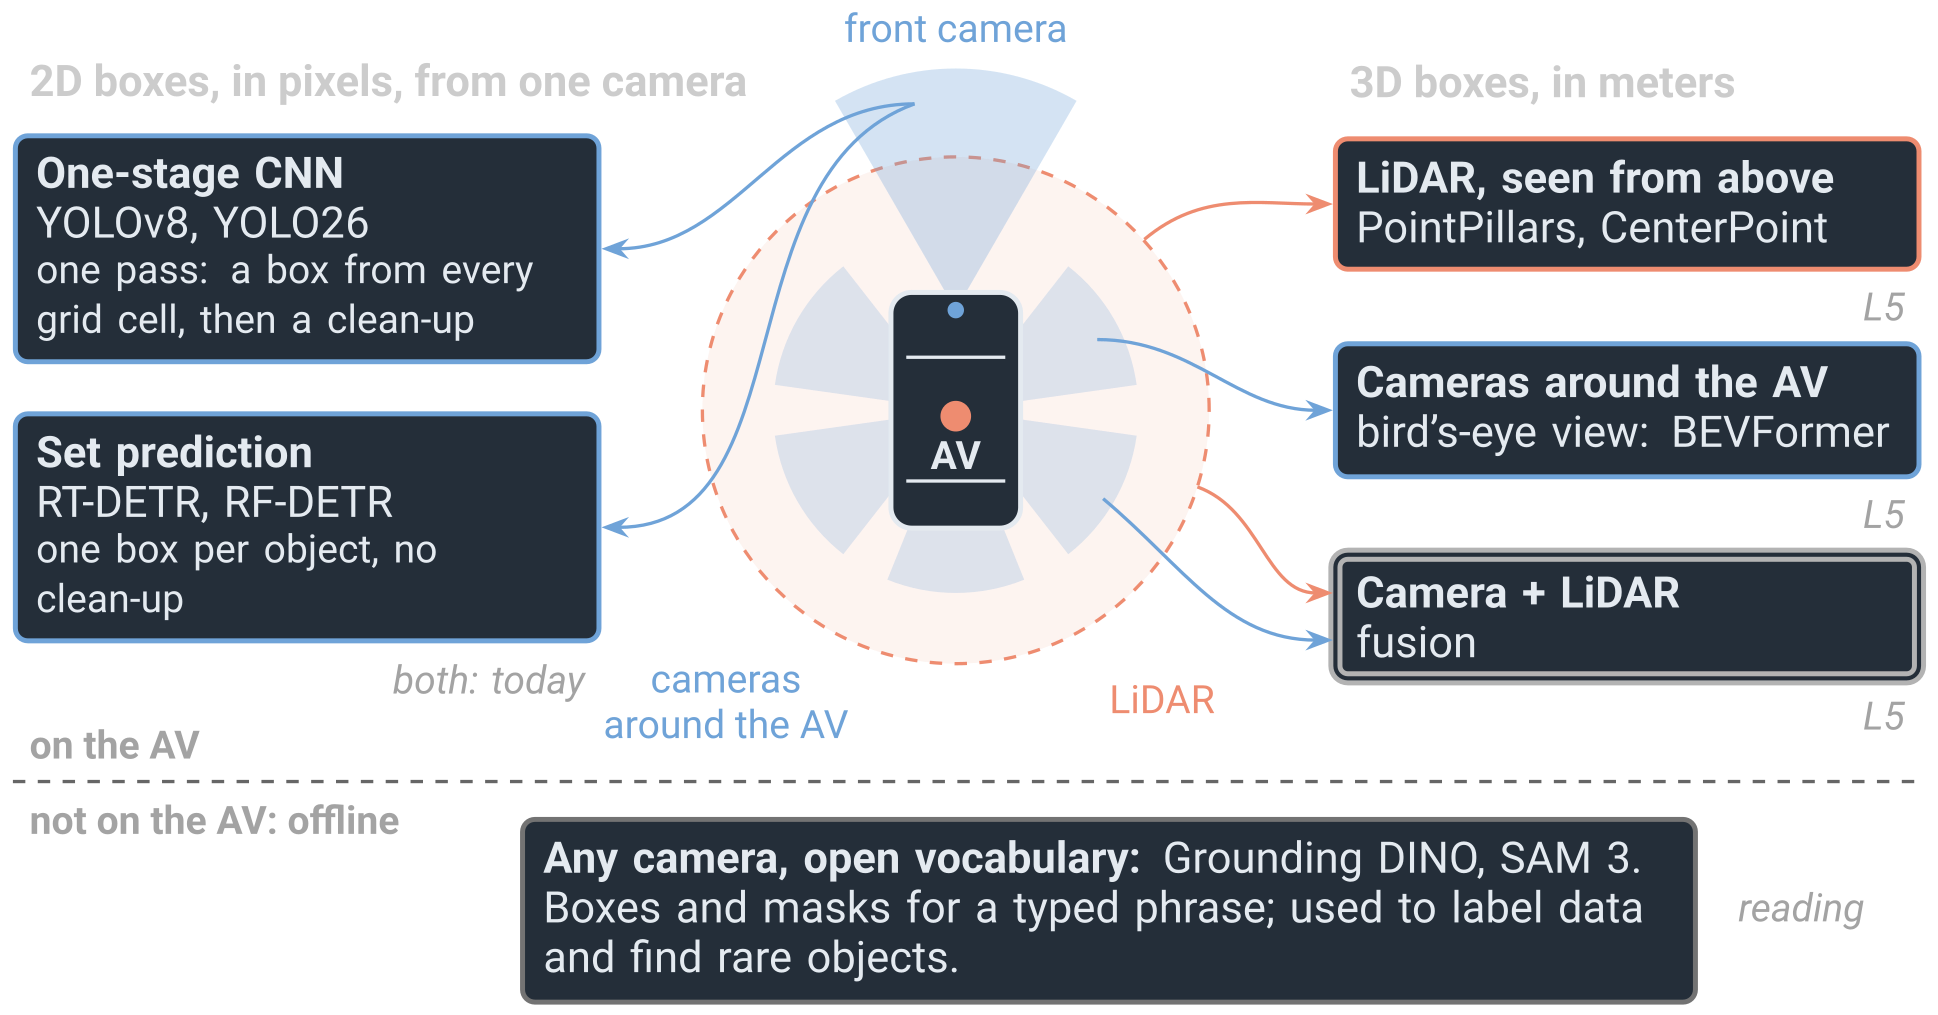 front camera
2D boxes, in pixels, from one camera
One-stage CNN
YOLOv8, YOLO26
one pass: a box from every
grid cell, then a clean-up
Set prediction
RT-DETR, RF-DETR
one box per object, no
clean-up
both: today
AV
cameras
around the AV
LiDAR
3D boxes, in meters
LiDAR, seen from above
PointPillars, CenterPoint
L5
Cameras around the AV
bird's-eye view: BEVFormer
L5
Camera + LiDAR
fusion
L5
on the AV
not on the AV: offline
Any camera, open vocabulary: Grounding DINO, SAM 3.
Boxes and masks for a typed phrase; used to label data
and find rare objects.
reading